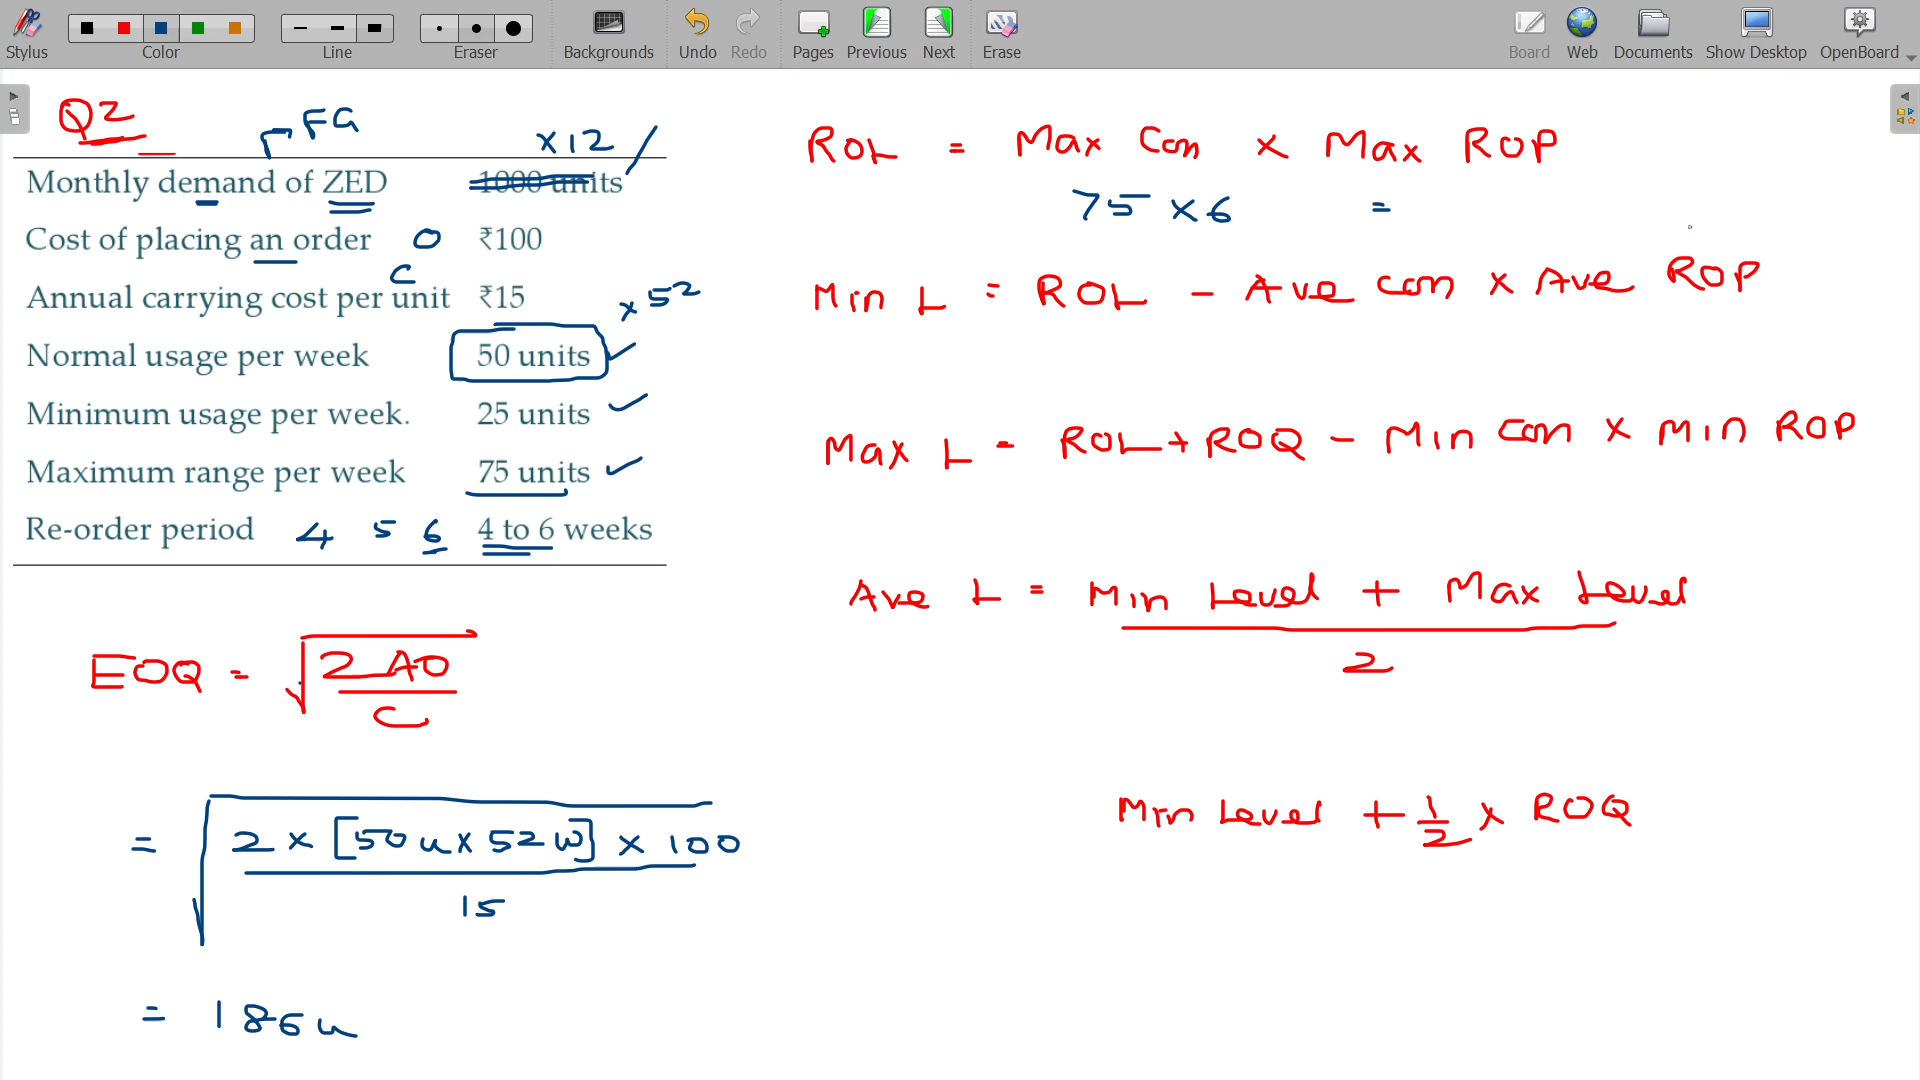 Stylus
Color
Line
Eraser
Backgrounds
Undo
Redo
Pages
Previous
Next
Erase
Board
Web
Documents
Show Desktop
OpenBoard
Q2
FG
x12
Monthly demand of ZED 1000 units
Cost of placing an order O ₹100
C
Annual carrying cost per unit ₹15
x 52
Normal usage per week 50 units
Minimum usage per week. 25 units
Maximum range per week 75 units
Re-order period 4 5 6 4 to 6 weeks
EOQ = √ 2AO
C
= √ 2 x [50u x 52w] x 100
15
= 186u
ROL = Max Con x Max ROP
75 x 6 =
Min L = ROL - Ave con x Ave ROP
Max L = ROL + ROQ - Min con x Min ROP
Ave L = Min Level + Max Level
2
Min Level + 1/2 x ROQ